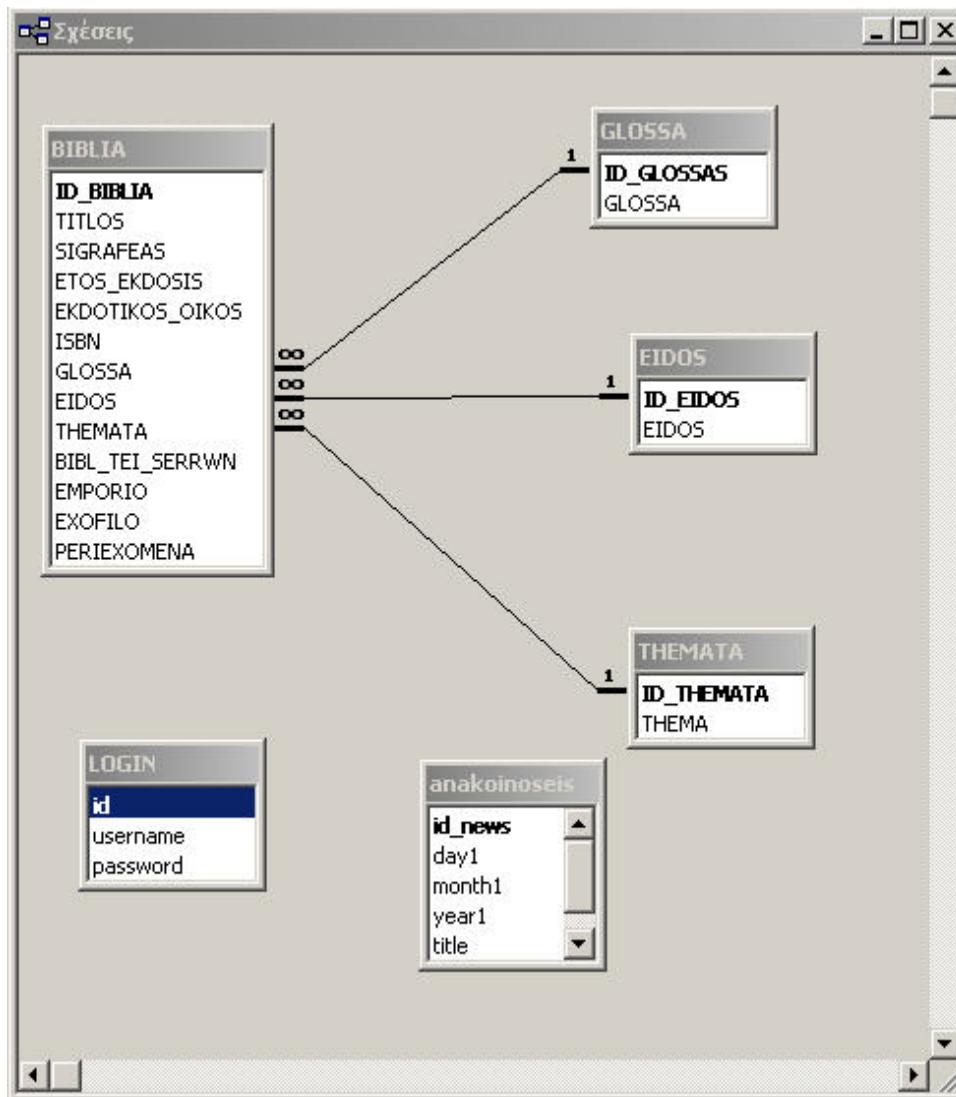 Σχέσεις
BIBLIA
ID_BIBLIA
TITLOS
SIGRAFEAS
ETOS_EKDOSIS
EKDOTIKOS_OIKOS
ISBN
GLOSSA
EIDOS
THEMATA
BIBL_TEI_SERRWN
EMPORIO
EXOFILO
PERIEXOMENA
∞
∞
∞
1
GLOSSA
ID_GLOSSAS
GLOSSA
1
EIDOS
ID_EIDOS
EIDOS
1
THEMATA
ID_THEMATA
THEMA
LOGIN
id
username
password
anakoinoseis
id_news
day1
month1
year1
title